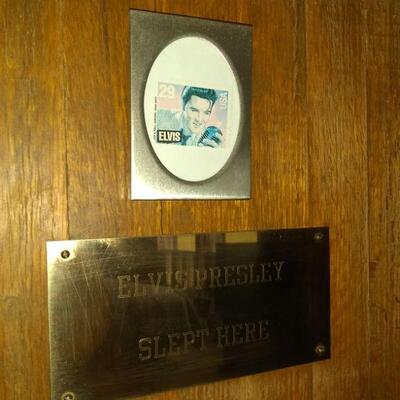 29
USA
ELVIS
ELVIS PRESLEY
SLEPT HERE